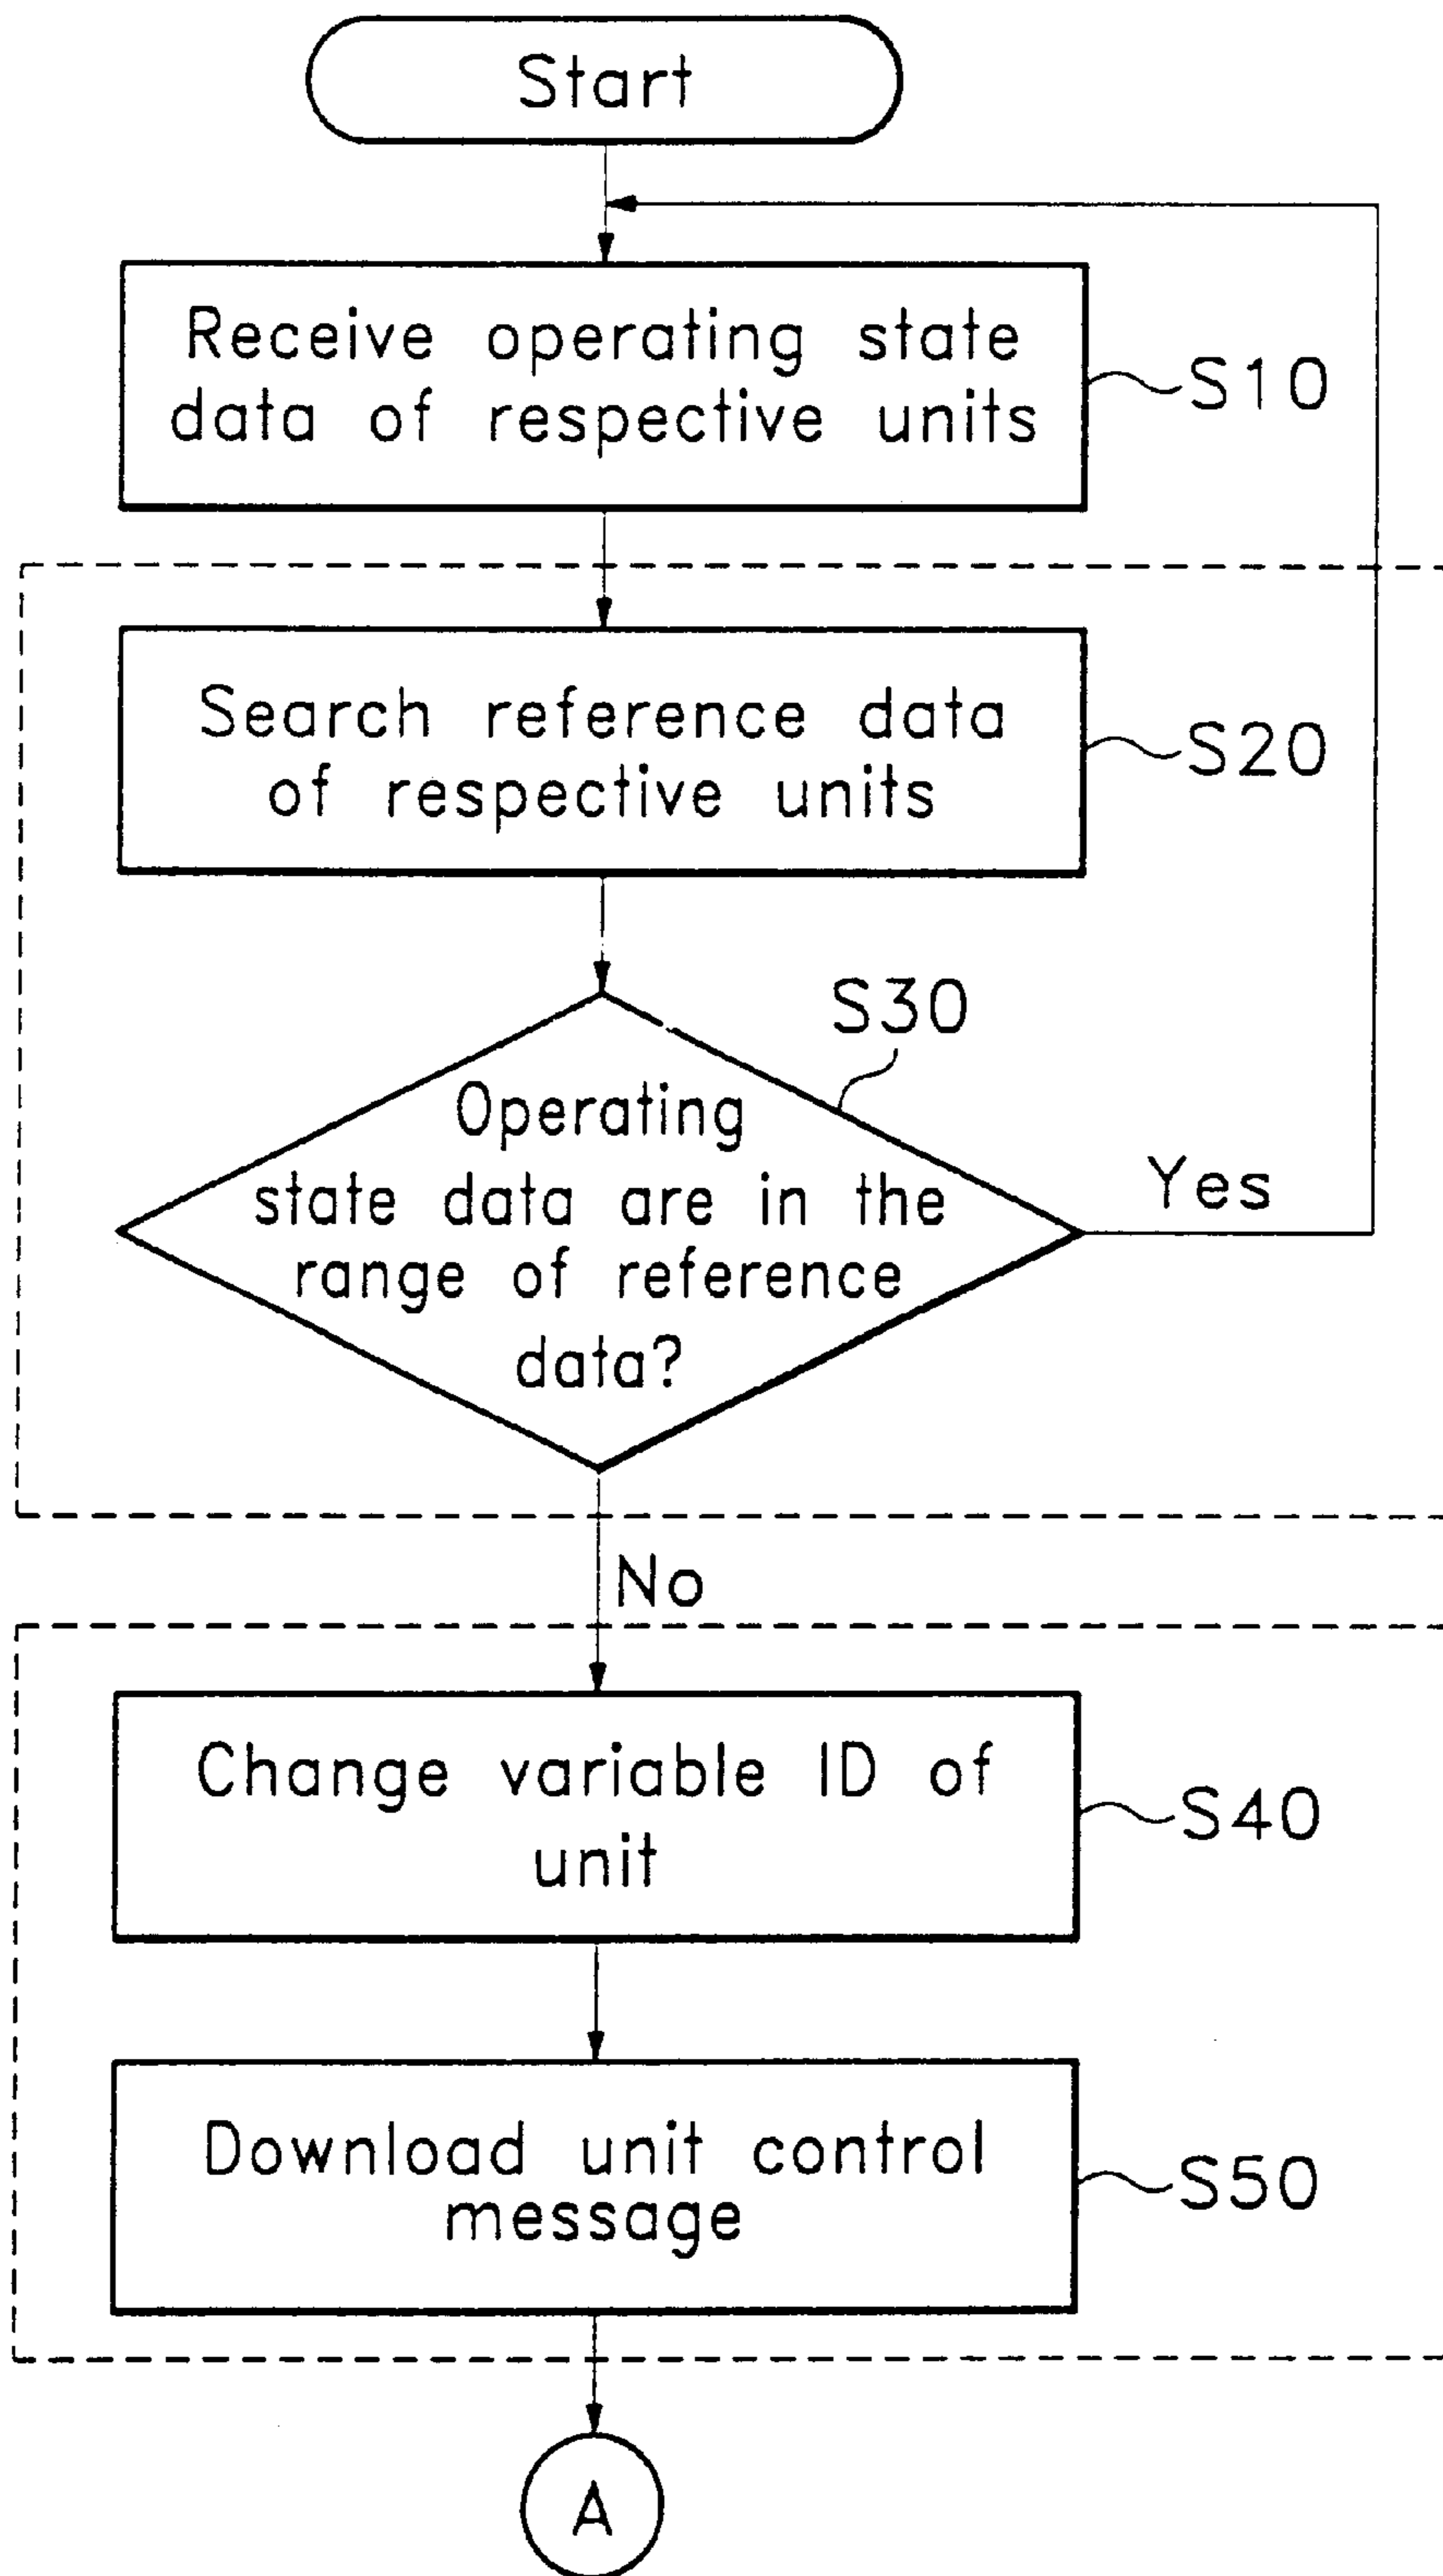 Start
Receive operating state
data of respective units
S10
Search reference data
of respective units
S20
S30
Operating
state data are in the
range of reference
data?
Yes
No
Change variable ID of
unit
S40
Download unit control
message
S50
A